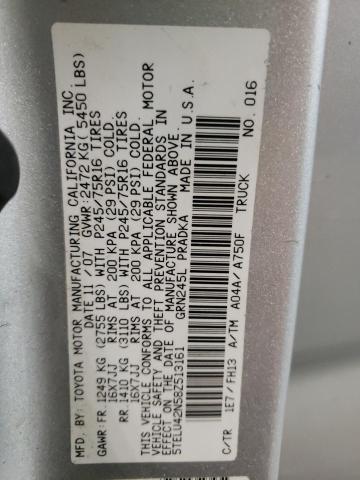 MFD. BY: TOYOTA MOTOR MANUFACTURING CALIFORNIA INC.
DATE 11 /07 GVWR: 2472 KG( 5450 LBS)
GAWR: FR. 1249 KG (2755 LBS) WITH P245/75R16 TIRES
16X7JJ RIMS AT 200 KPA (29 PSI) COLD.
RR. 1410 KG (3110 LBS) WITH P245/75R16 TIRES
16X7JJ RIMS AT 200 KPA (29 PSI) COLD.
THIS VEHICLE CONFORMS TO ALL APPLICABLE FEDERAL MOTOR
VEHICLE SAFETY AND THEFT PREVENTION STANDARDS IN
EFFECT ON THE DATE OF MANUFACTURE SHOWN ABOVE.
5TELU42N58Z513161 TRUCK
GRN245L PRADKA MADE IN U.S.A.
C/TR 1E7 / FH13 A/TM A04A/A750F NO. 016